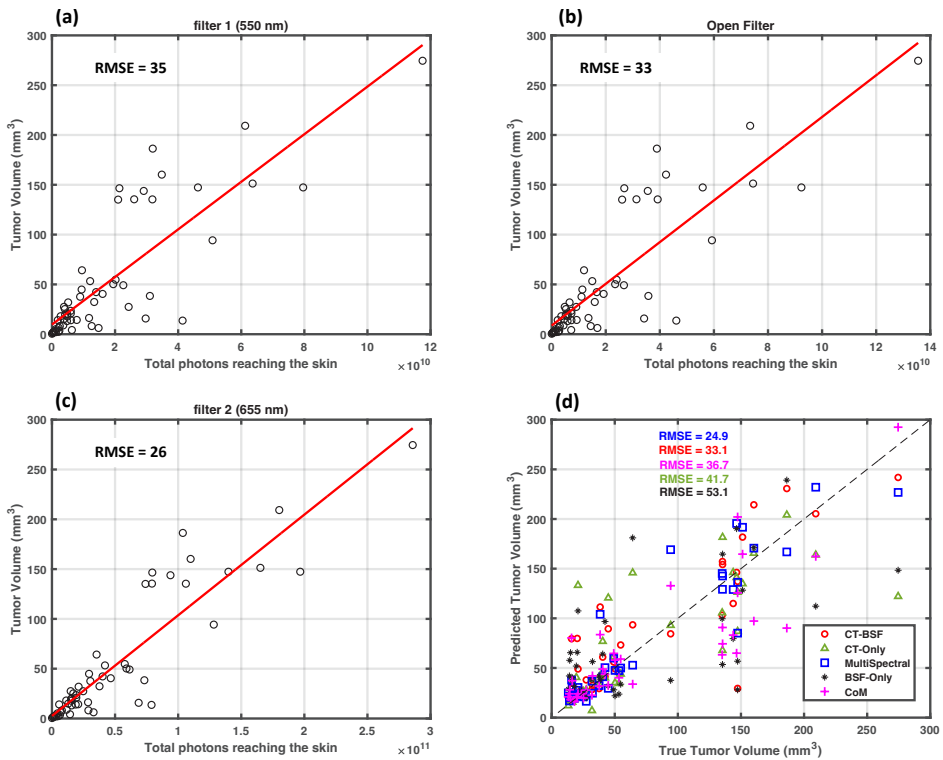 (a)
filter 1 (550 nm)
RMSE = 35
Tumor Volume (mm³)
300
250
200
150
100
50
0
0 2 4 6 8 10 12
Total photons reaching the skin
×10¹⁰
(b)
Open Filter
RMSE = 33
Tumor Volume (mm³)
300
250
200
150
100
50
0
0 2 4 6 8 10 12 14
Total photons reaching the skin
×10¹⁰
(c)
filter 2 (655 nm)
RMSE = 26
Tumor Volume (mm³)
300
250
200
150
100
50
0
0 0.5 1 1.5 2 2.5 3
Total photons reaching the skin
×10¹¹
(d)
RMSE = 24.9
RMSE = 33.1
RMSE = 36.7
RMSE = 41.7
RMSE = 53.1
Predicted Tumor Volume (mm³)
300
250
200
150
100
50
0
CT-BSF
CT-Only
MultiSpectral
BSF-Only
CoM
0 50 100 150 200 250 300
True Tumor Volume (mm³)